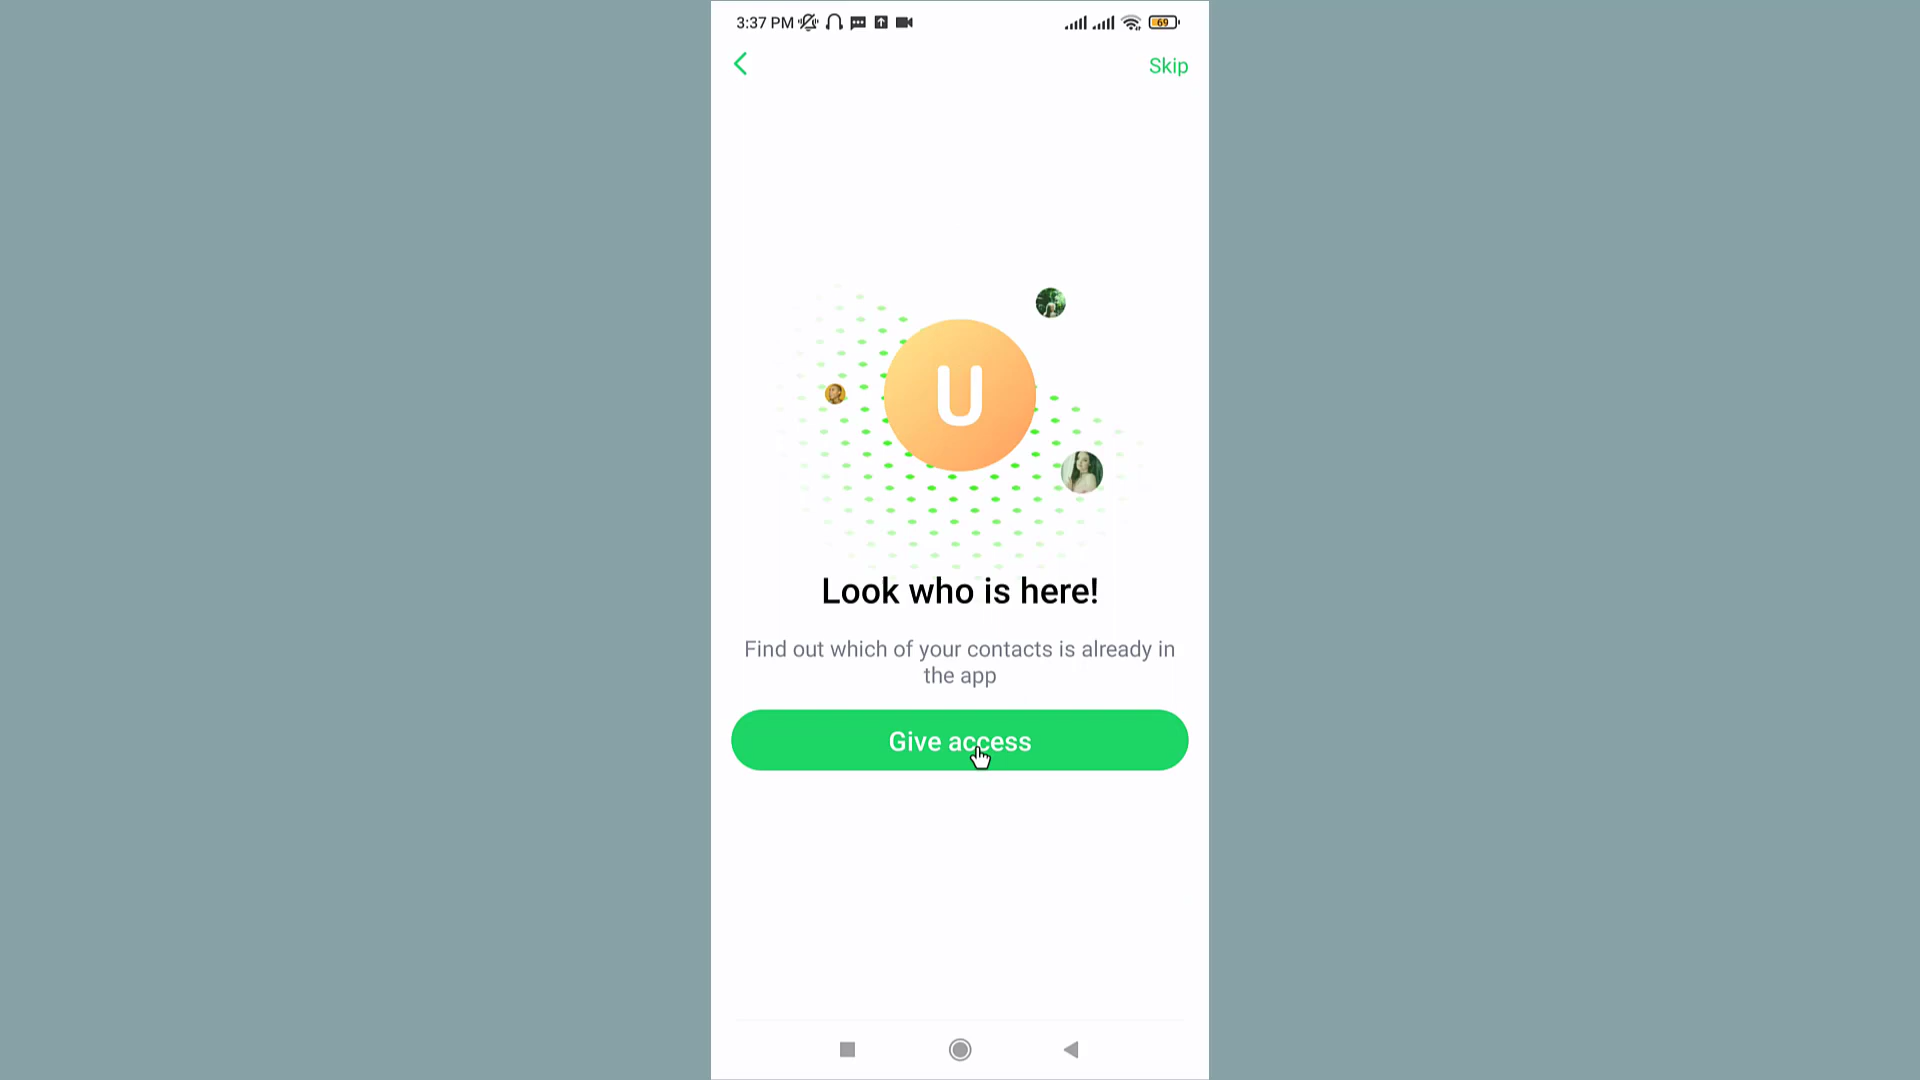 3:37 PM
69
Skip
U
Look who is here!
Find out which of your contacts is already in
the app
Give access